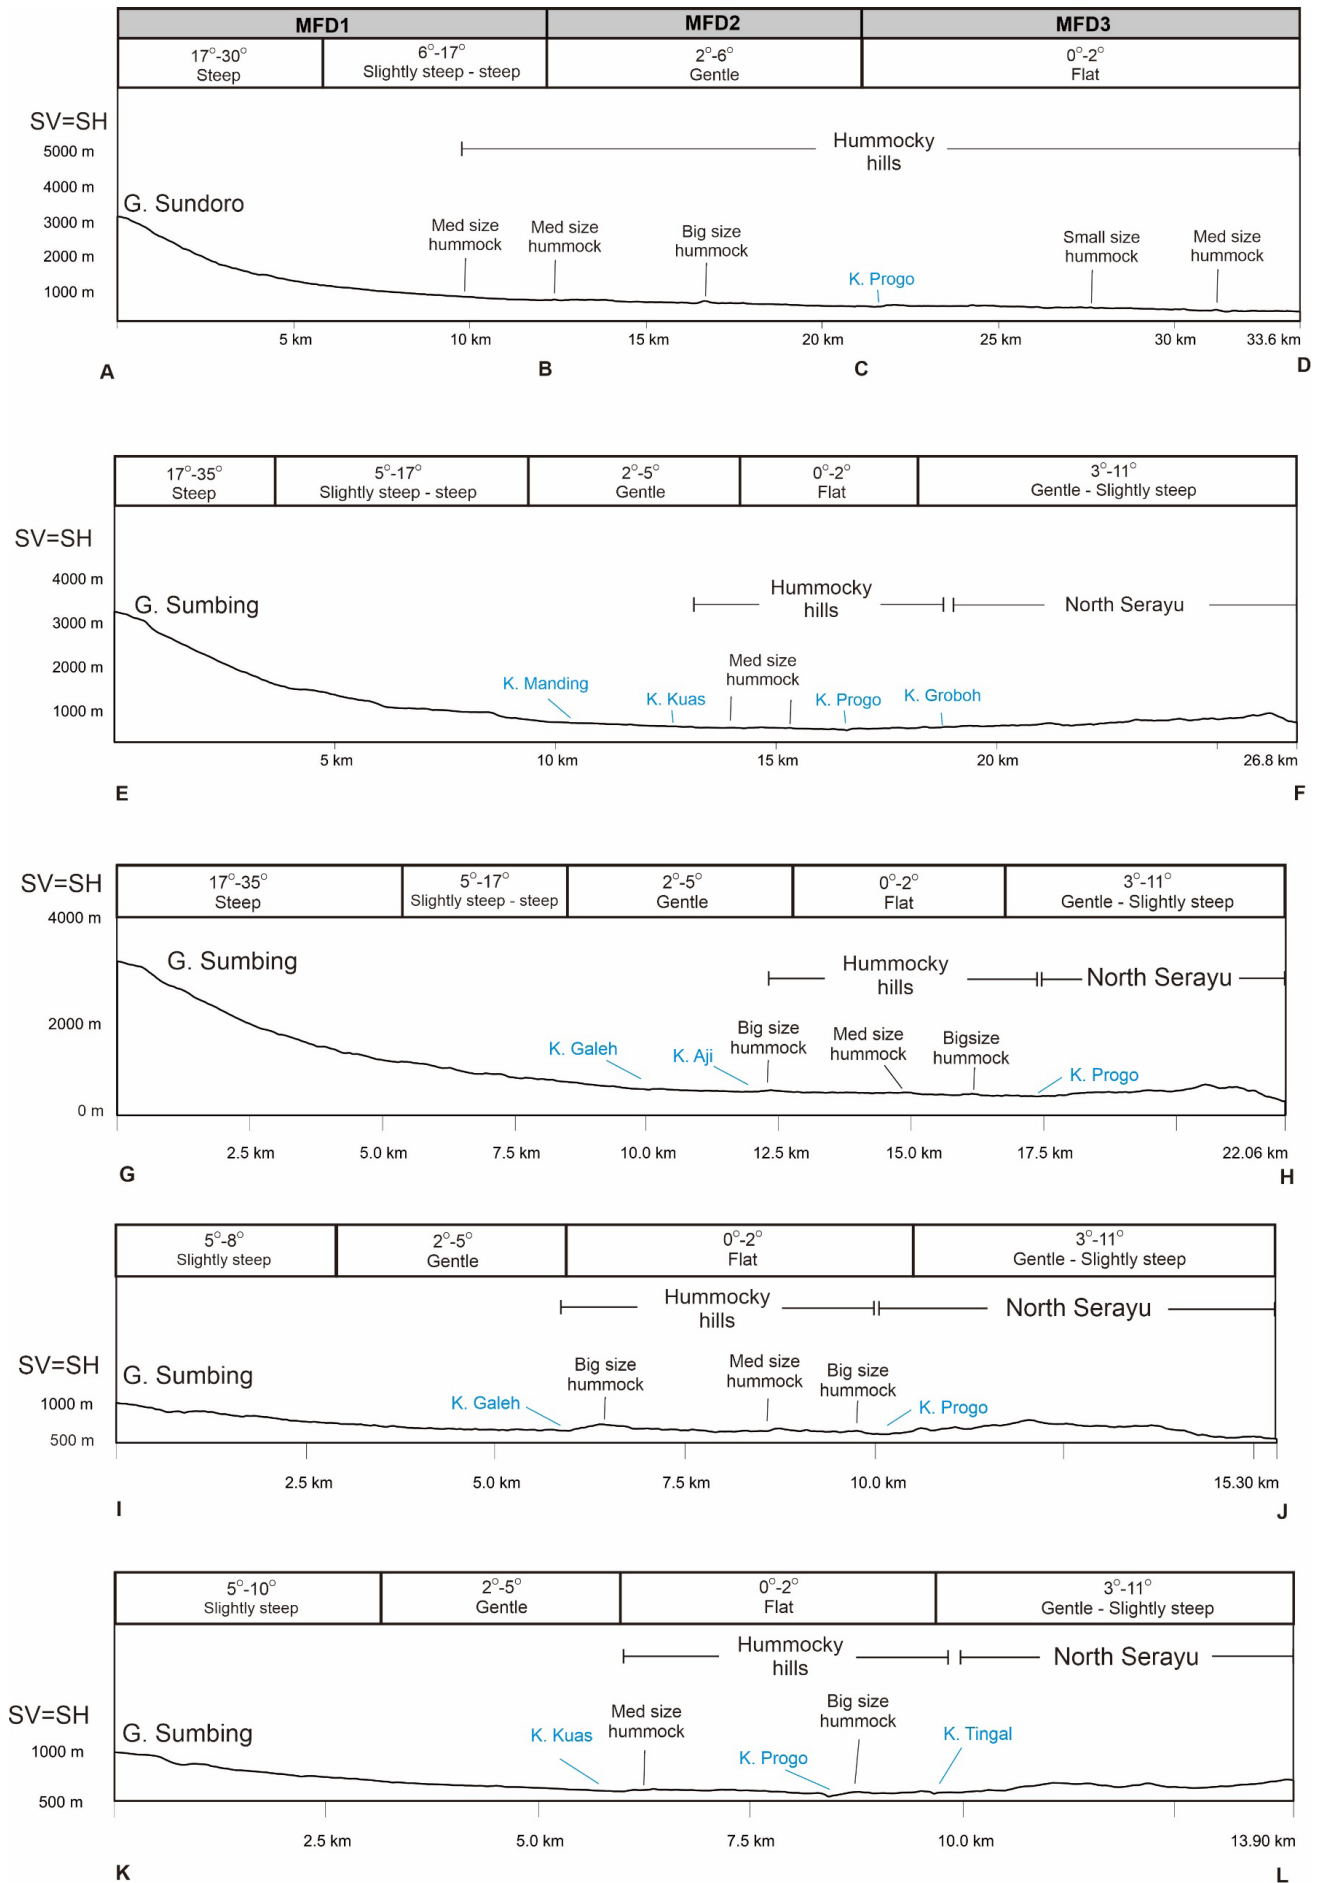 MFD1 MFD2 MFD3
17°-30° 6°-17° 2°-6° 0°-2°
Steep Slightly steep - steep Gentle Flat
SV=SH
5000 m
Hummocky
hills
4000 m
G. Sundoro
3000 m
Med size
hummock
Med size
hummock
Big size
hummock
Small size
hummock
Med size
hummock
2000 m
K. Progo
1000 m
5 km 10 km 15 km 20 km 25 km 30 km 33.6 km
A B C D
17°-35° 5°-17° 2°-5° 0°-2° 3°-11°
Steep Slightly steep - steep Gentle Flat Gentle - Slightly steep
SV=SH
4000 m
Hummocky
hills
North Serayu
G. Sumbing
3000 m
2000 m
Med size
hummock
K. Manding
K. Kuas
K. Progo
K. Groboh
1000 m
5 km 10 km 15 km 20 km 26.8 km
E F
17°-35° 5°-17° 2°-5° 0°-2° 3°-11°
Steep Slightly steep - steep Gentle Flat Gentle - Slightly steep
SV=SH
4000 m
G. Sumbing
Hummocky
hills
North Serayu
2000 m
K. Galeh
K. Aji
Big size
hummock
Med size
hummock
Bigsize
hummock
K. Progo
0 m
2.5 km 5.0 km 7.5 km 10.0 km 12.5 km 15.0 km 17.5 km 22.06 km
G H
5°-8° 2°-5° 0°-2° 3°-11°
Slightly steep Gentle Flat Gentle - Slightly steep
Hummocky
hills
North Serayu
SV=SH
G. Sumbing
Big size
hummock
Med size
hummock
Big size
hummock
1000 m
K. Galeh
K. Progo
500 m
2.5 km 5.0 km 7.5 km 10.0 km 15.30 km
I J
5°-10° 2°-5° 0°-2° 3°-11°
Slightly steep Gentle Flat Gentle - Slightly steep
Hummocky
hills
North Serayu
SV=SH
G. Sumbing
K. Kuas
Med size
hummock
Big size
hummock
K. Progo
K. Tingal
1000 m
500 m
2.5 km 5.0 km 7.5 km 10.0 km 13.90 km
K L